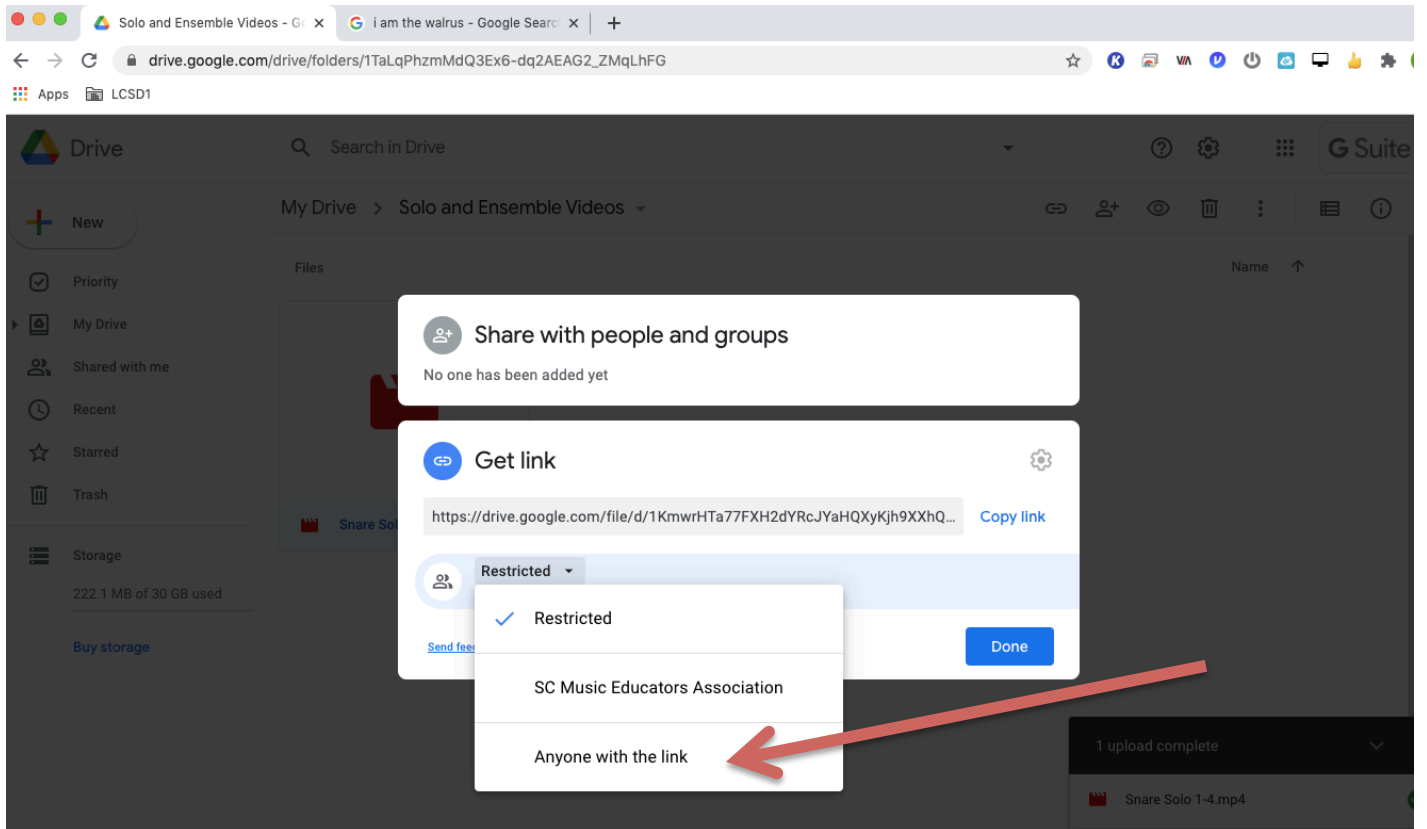 Solo and Ensemble Videos - Go
i am the walrus - Google Searc
drive.google.com/drive/folders/1TaLqPhzmMdQ3Ex6-dq2AEAG2_ZMqLhFG
Apps LCSD1
Drive
Search in Drive
G Suite
New
My Drive > Solo and Ensemble Videos
Files
Name
Priority
My Drive
Shared with me
Recent
Starred
Trash
Storage
222.1 MB of 30 GB used
Buy storage
Snare Sol
Share with people and groups
No one has been added yet
Get link
https://drive.google.com/file/d/1KmwrHTa77FXH2dYRcJYaHQXyKjh9XXhQ...
Copy link
Restricted
Restricted
SC Music Educators Association
Anyone with the link
Send fee
Done
1 upload complete
Snare Solo 1-4.mp4